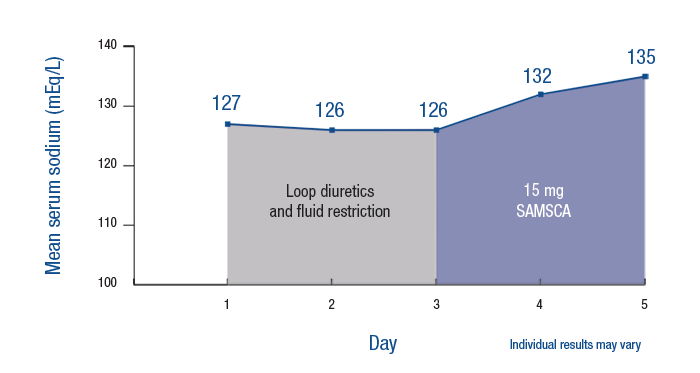 Mean serum sodium (mEq/L)
140
130
120
110
100
127
126
126
132
135
Loop diuretics
and fluid restriction
15 mg
SAMSCA
1
2
3
4
5
Day
Individual results may vary